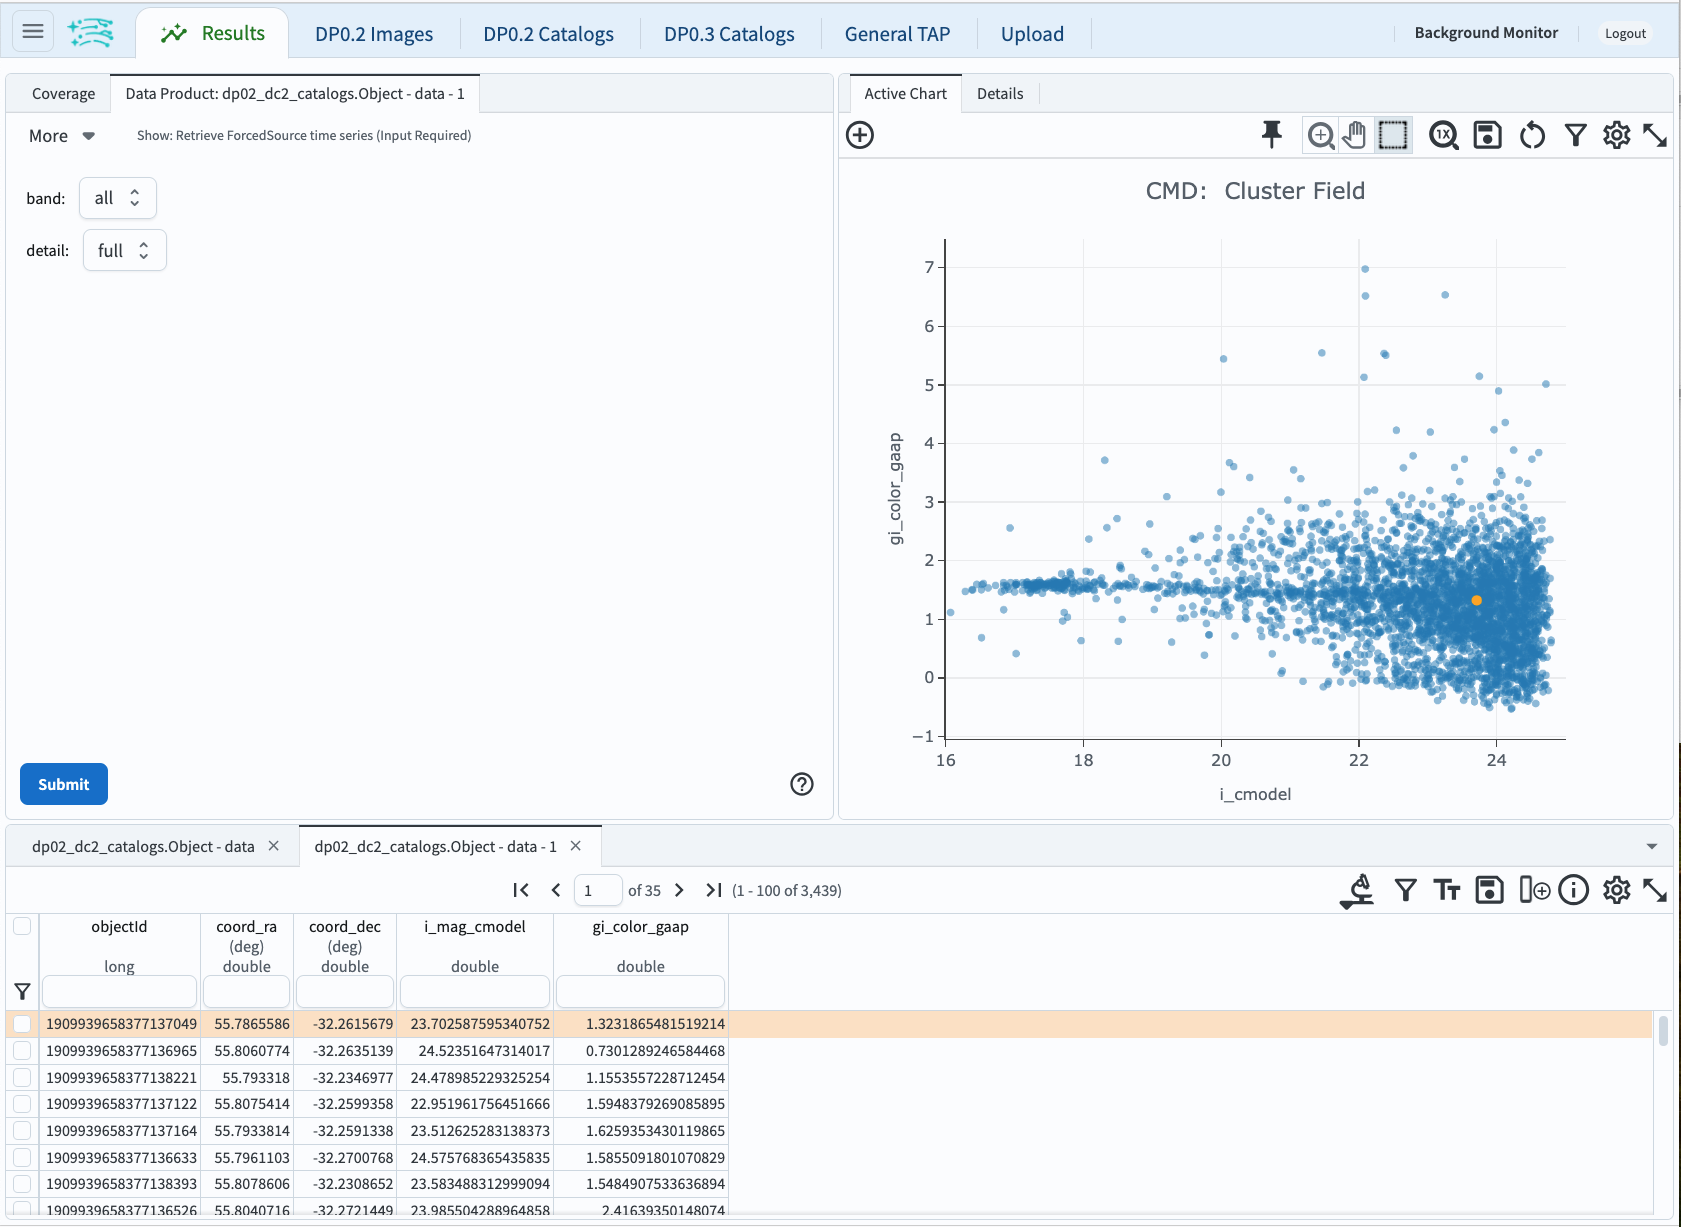 Results
DP0.2 Images
DP0.2 Catalogs
DP0.3 Catalogs
General TAP
Upload
Background Monitor
Logout
Coverage
Data Product: dp02_dc2_catalogs.Object - data - 1
More
Show: Retrieve ForcedSource time series (Input Required)
band:
all
detail:
full
Submit
Active Chart
Details
1X
CMD: Cluster Field
7
6
5
4
3
2
1
0
−1
gi_color_gaap
16
18
20
22
24
i_cmodel
dp02_dc2_catalogs.Object - data
dp02_dc2_catalogs.Object - data - 1
1
of 35
(1 - 100 of 3,439)
objectId coord_ra coord_dec i_mag_cmodel gi_color_gaap
(deg) (deg)
long double double double double
1909939658377137049 55.7865586 -32.2615679 23.702587595340752 1.3231865481519214
1909939658377136965 55.8060774 -32.2635139 24.52351647314017 0.7301289246584468
1909939658377138221 55.793318 -32.2346977 24.478985229325254 1.1553557228712454
1909939658377137122 55.8075414 -32.2599358 22.951961756451666 1.5948379269085895
1909939658377137164 55.7933814 -32.2591338 23.512625283138373 1.6259353430119865
1909939658377136633 55.7961103 -32.2700768 24.575768365435835 1.5855091801070829
1909939658377138393 55.8078606 -32.2308652 23.583488312999094 1.5484907533636894
1909939658377136526 55.8040716 -32.2721449 23.985504288964858 2.41639350148074